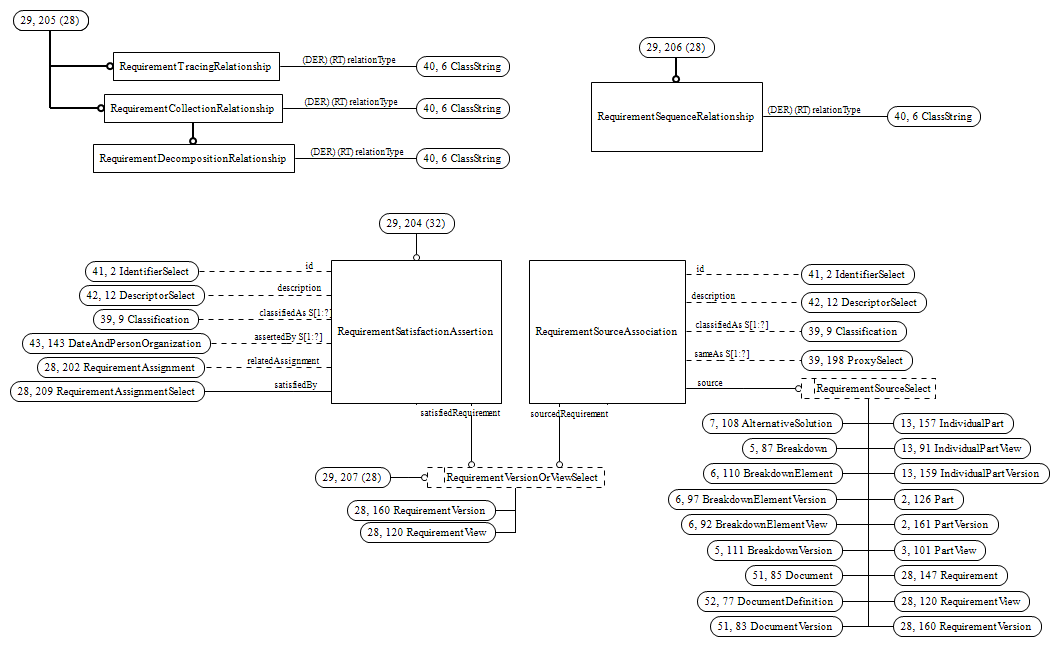 29, 205 (28)
RequirementTracingRelationship
(DER) (RT) relationType
40, 6 ClassString
RequirementCollectionRelationship
(DER) (RT) relationType
40, 6 ClassString
RequirementDecompositionRelationship
(DER) (RT) relationType
40, 6 ClassString
29, 206 (28)
RequirementSequenceRelationship
(DER) (RT) relationType
40, 6 ClassString
29, 204 (32)
RequirementSatisfactionAssertion
41, 2 IdentifierSelect
id
42, 12 DescriptorSelect
description
39, 9 Classification
classifiedAs S[1:?]
43, 143 DateAndPersonOrganization
assertedBy S[1:?]
28, 202 RequirementAssignment
relatedAssignment
28, 209 RequirementAssignmentSelect
satisfiedBy
satisfiedRequirement
RequirementSourceAssociation
id
41, 2 IdentifierSelect
description
42, 12 DescriptorSelect
classifiedAs S[1:?]
39, 9 Classification
sameAs S[1:?]
39, 198 ProxySelect
source
RequirementSourceSelect
sourcedRequirement
29, 207 (28)
RequirementVersionOrViewSelect
28, 160 RequirementVersion
28, 120 RequirementView
7, 108 AlternativeSolution
13, 157 IndividualPart
5, 87 Breakdown
13, 91 IndividualPartView
6, 110 BreakdownElement
13, 159 IndividualPartVersion
6, 97 BreakdownElementVersion
2, 126 Part
6, 92 BreakdownElementView
2, 161 PartVersion
5, 111 BreakdownVersion
3, 101 PartView
51, 85 Document
28, 147 Requirement
52, 77 DocumentDefinition
28, 120 RequirementView
51, 83 DocumentVersion
28, 160 RequirementVersion